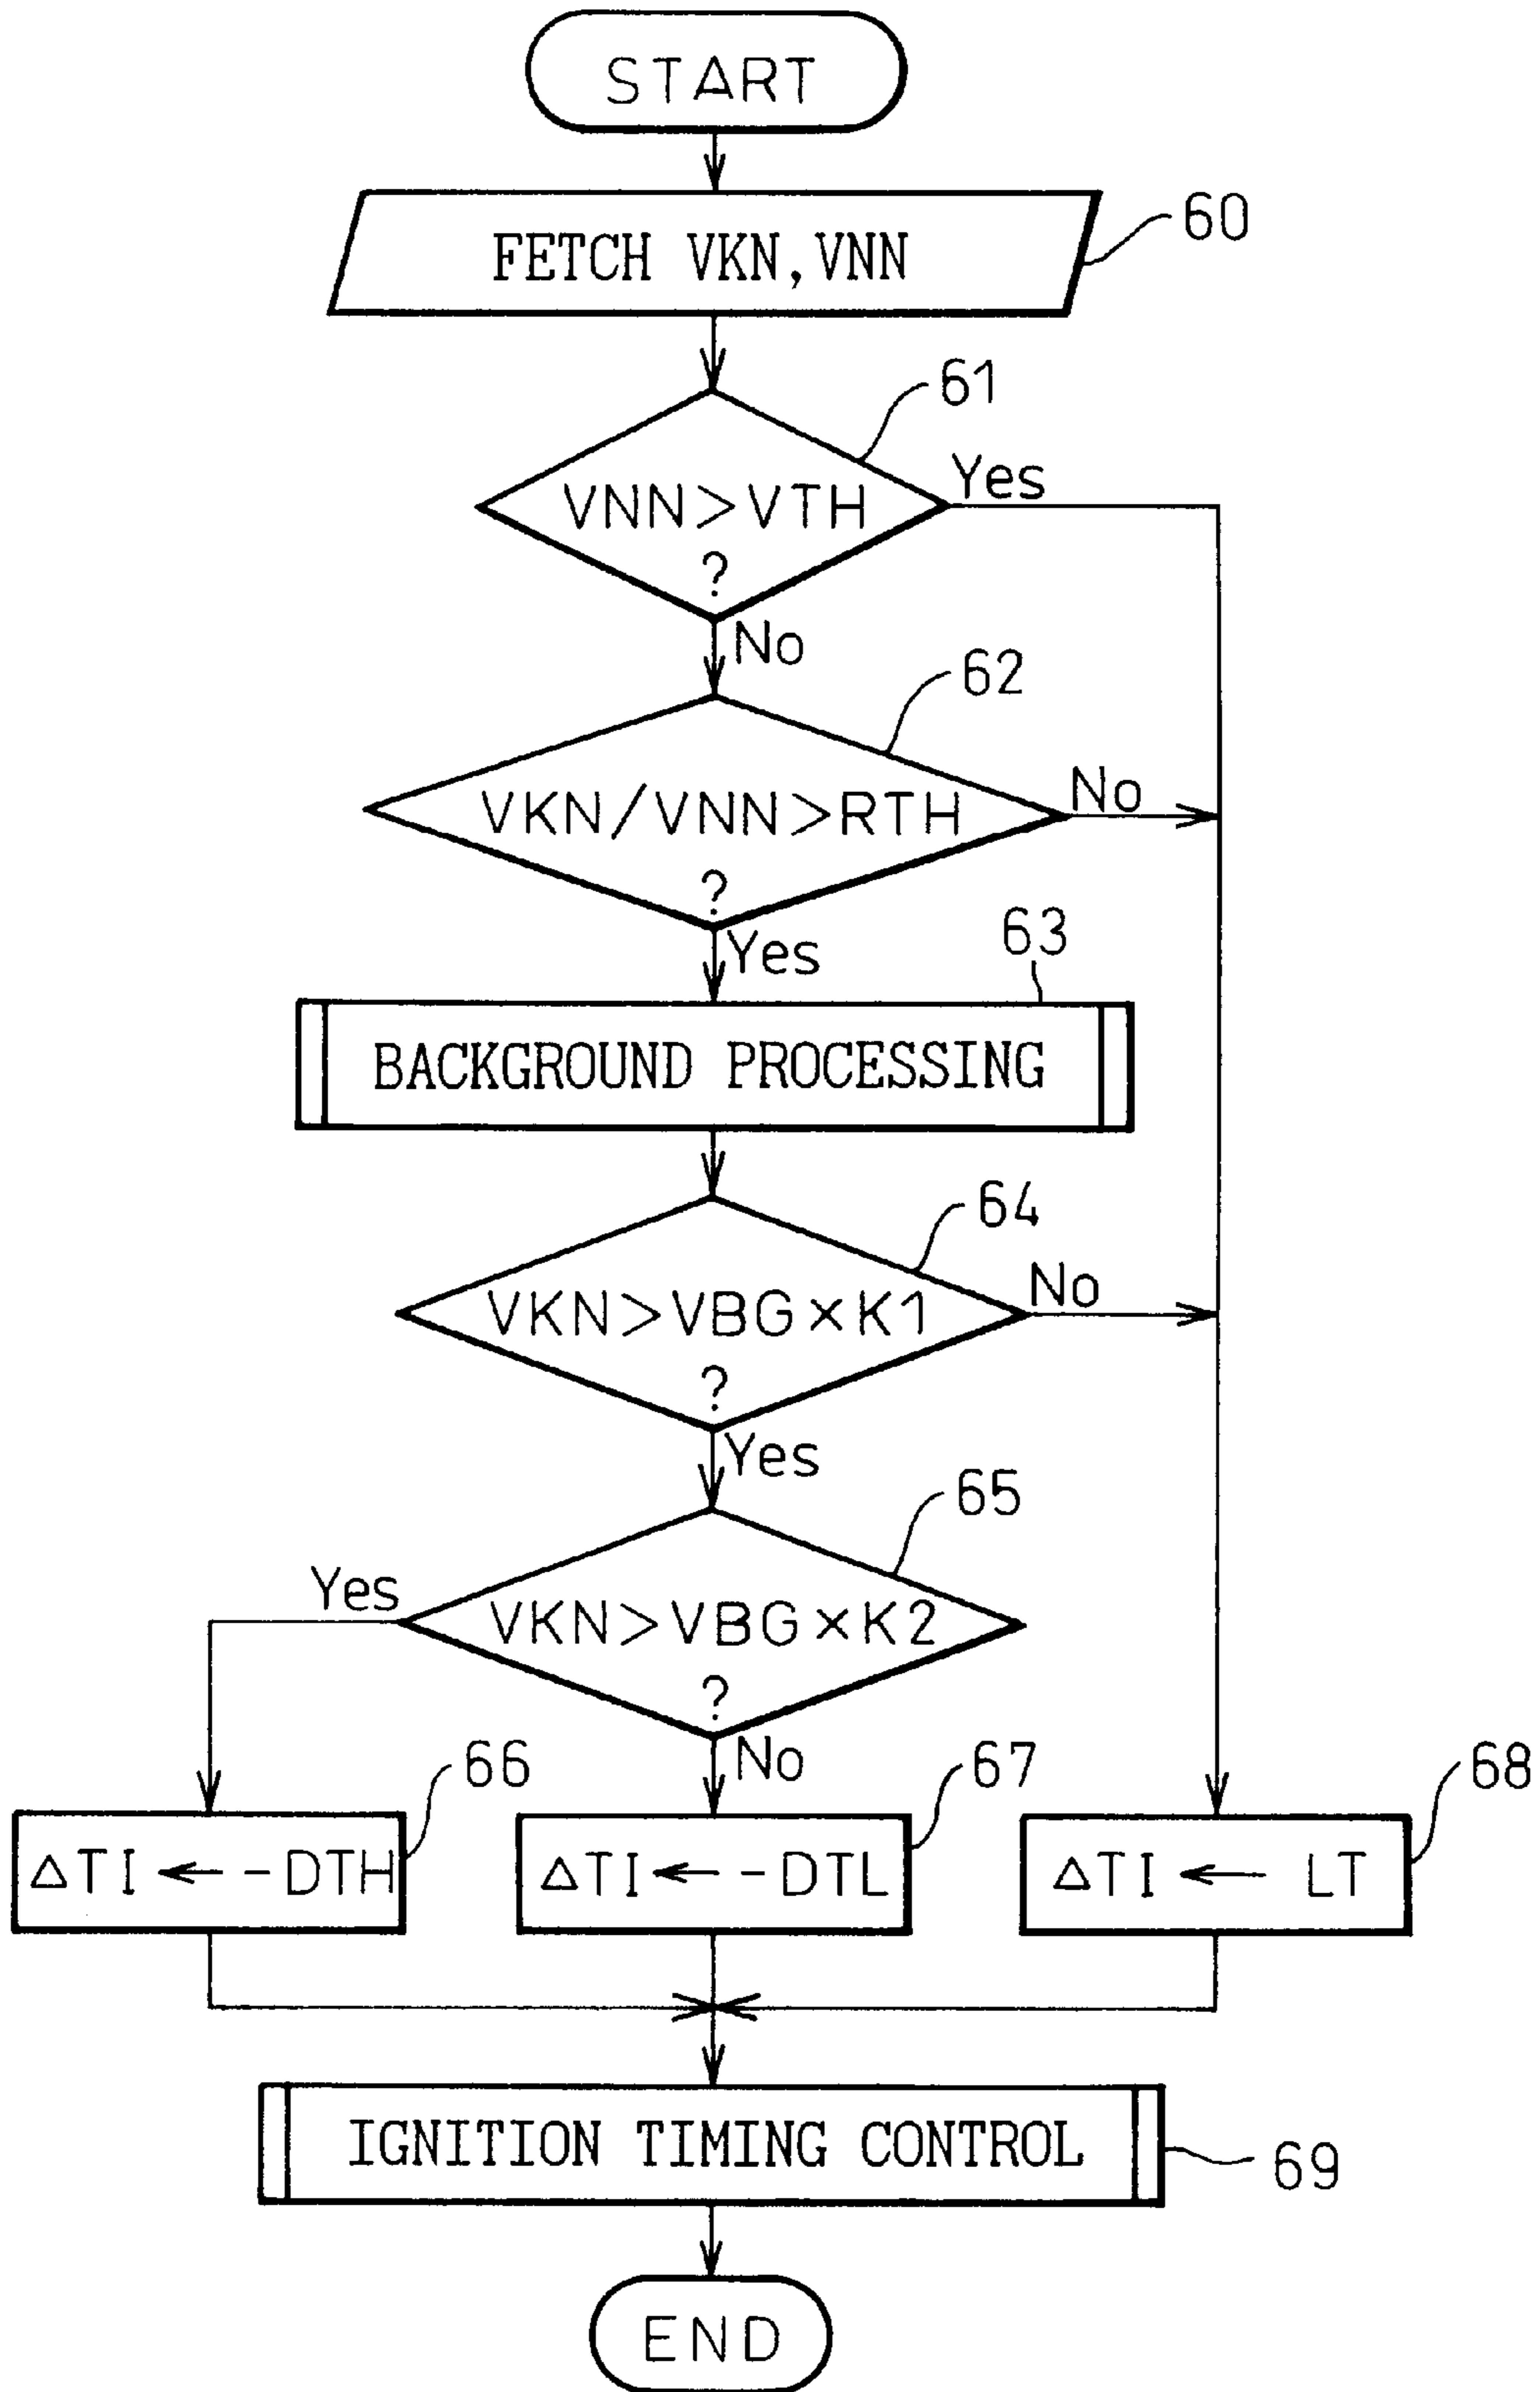 START
FETCH VKN, VNN
60
61
VNN>VTH
?
Yes
No
62
VKN/VNN>RTH
?
No
Yes
63
BACKGROUND PROCESSING
64
VKN>VBG×K1
?
No
Yes
65
Yes
VKN>VBG×K2
?
No
66
67
68
ΔTI ← -DTH
ΔTI ← -DTL
ΔTI ← LT
IGNITION TIMING CONTROL
69
END